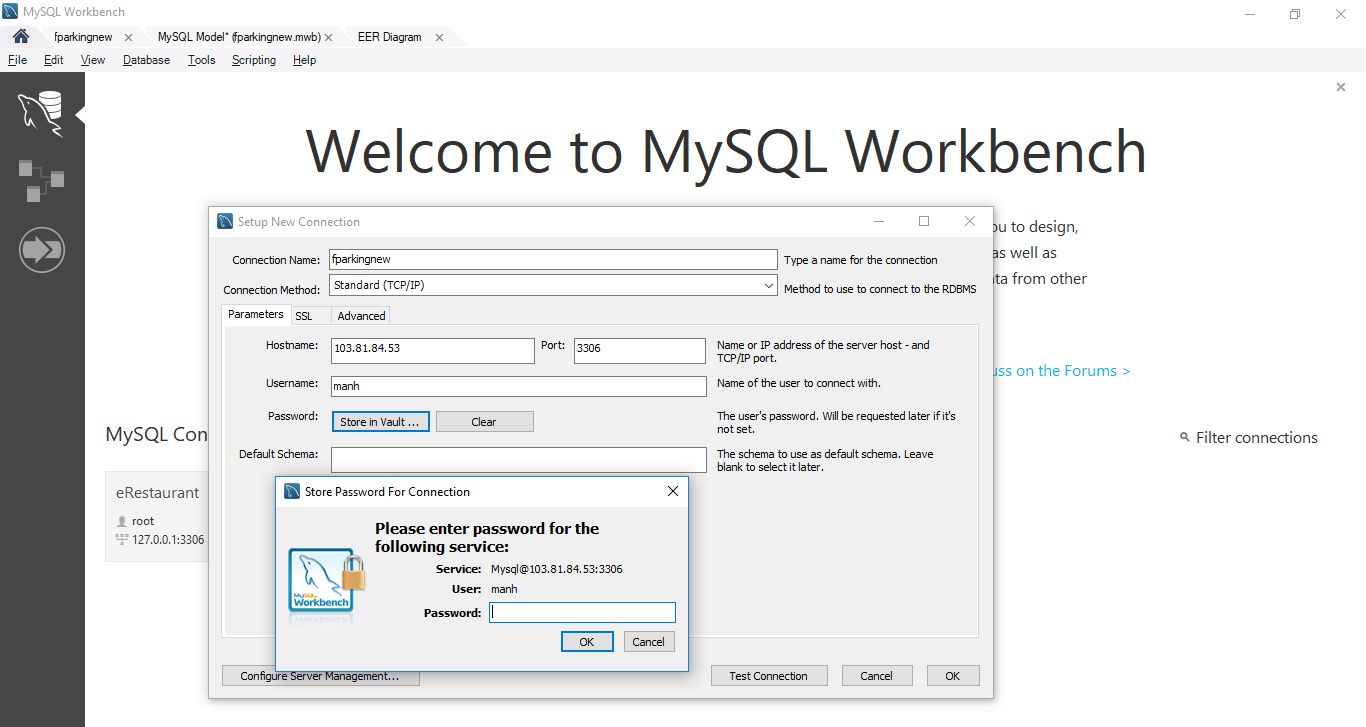 MySQL Workbench
fparkingnew
MySQL Model* (fparkingnew.mwb)
EER Diagram
File Edit View Database Tools Scripting Help
Welcome to MySQL Workbench
ou to design,
as well as
ta from other
uss on the Forums >
MySQL Con
Filter connections
eRestaurant
root
127.0.0.1:3306
Setup New Connection
Connection Name: fparkingnew Type a name for the connection
Connection Method: Standard (TCP/IP) Method to use to connect to the RDBMS
Parameters SSL Advanced
Hostname: 103.81.84.53 Port: 3306 Name or IP address of the server host - and
TCP/IP port.
Username: manh Name of the user to connect with.
Password: Store in Vault ... Clear The user's password. Will be requested later if it's
not set.
Default Schema: The schema to use as default schema. Leave
blank to select it later.
Store Password For Connection
Please enter password for the
following service:
Service: Mysql@103.81.84.53:3306
User: manh
Password:
MySQL
Workbench
OK Cancel
Configure Server Management... Test Connection Cancel OK